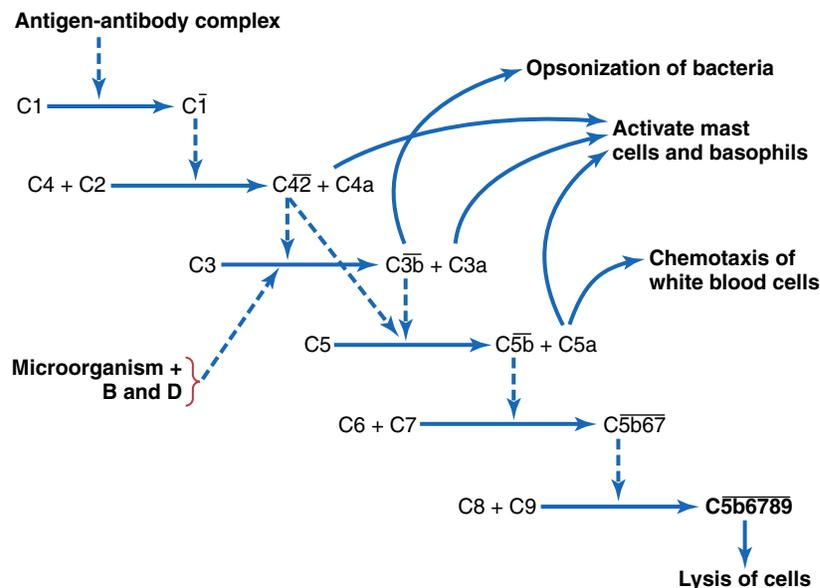 Antigen-antibody complex
Opsonization of bacteria
C1
C1̅
Activate mast
cells and basophils
C4 + C2
C4̅2̅ + C4a
C3
C3̅b̅ + C3a
Chemotaxis of
white blood cells
C5
C5̅b̅ + C5a
Microorganism +
B and D
C6 + C7
C5̅b̅6̅7̅
C8 + C9
C5̅b̅6̅7̅8̅9̅
Lysis of cells